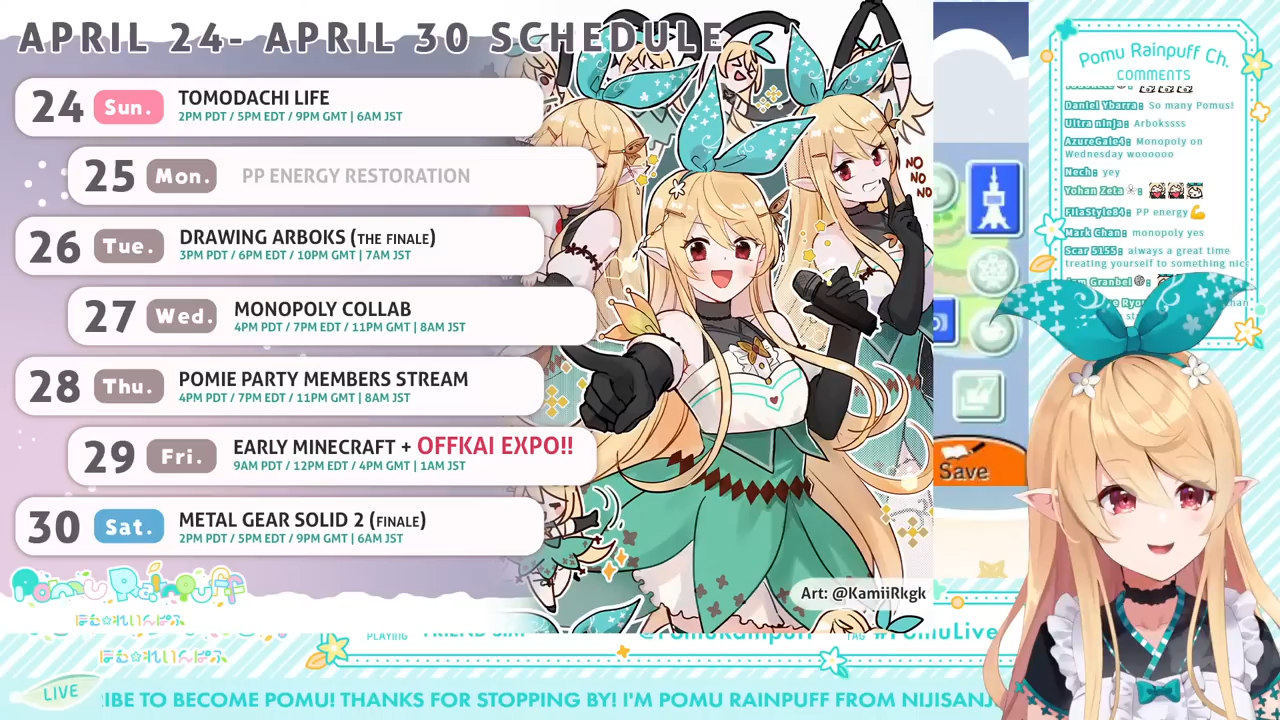 APRIL 24- APRIL 30 SCHEDULE
24 Sun. TOMODACHI LIFE
2PM PDT / 5PM EDT / 9PM GMT | 6AM JST
25 Mon. PP ENERGY RESTORATION
26 Tue. DRAWING ARBOKS (THE FINALE)
3PM PDT / 6PM EDT / 10PM GMT | 7AM JST
27 Wed. MONOPOLY COLLAB
4PM PDT / 7PM EDT / 11PM GMT | 8AM JST
28 Thu. POMIE PARTY MEMBERS STREAM
4PM PDT / 7PM EDT / 11PM GMT | 8AM JST
29 Fri. EARLY MINECRAFT + OFFKAI EXPO!!
9AM PDT / 12PM EDT / 4PM GMT | 1AM JST
30 Sat. METAL GEAR SOLID 2 (FINALE)
2PM PDT / 5PM EDT / 9PM GMT | 6AM JST
NO
NO
NO
Art: @KamiiRkgk
Pomu Rainpuff
ぽむ☆れいんぱふ
ぽむ☆れいんぱふ
Save
Pomu Rainpuff Ch.
COMMENTS
Daniel Ybarra: So many Pomus!
Ultra ninja: Arboksss
AzureGale4: Monopoly on
Wednesday woooooo
Nech: yey
Yohan Zeta:
FilaStyle84: PP energy💪
Mark Chan: monopoly yes
Scar 5155: always a great time
treating yourself to something nice
Granbel:
PLAYING FRIEND SIM
@PomuRainpuff
TAG #PomuLive
LIVE
IBE TO BECOME POMU! THANKS FOR STOPPING BY! I'M POMU RAINPUFF FROM NIJISANJ